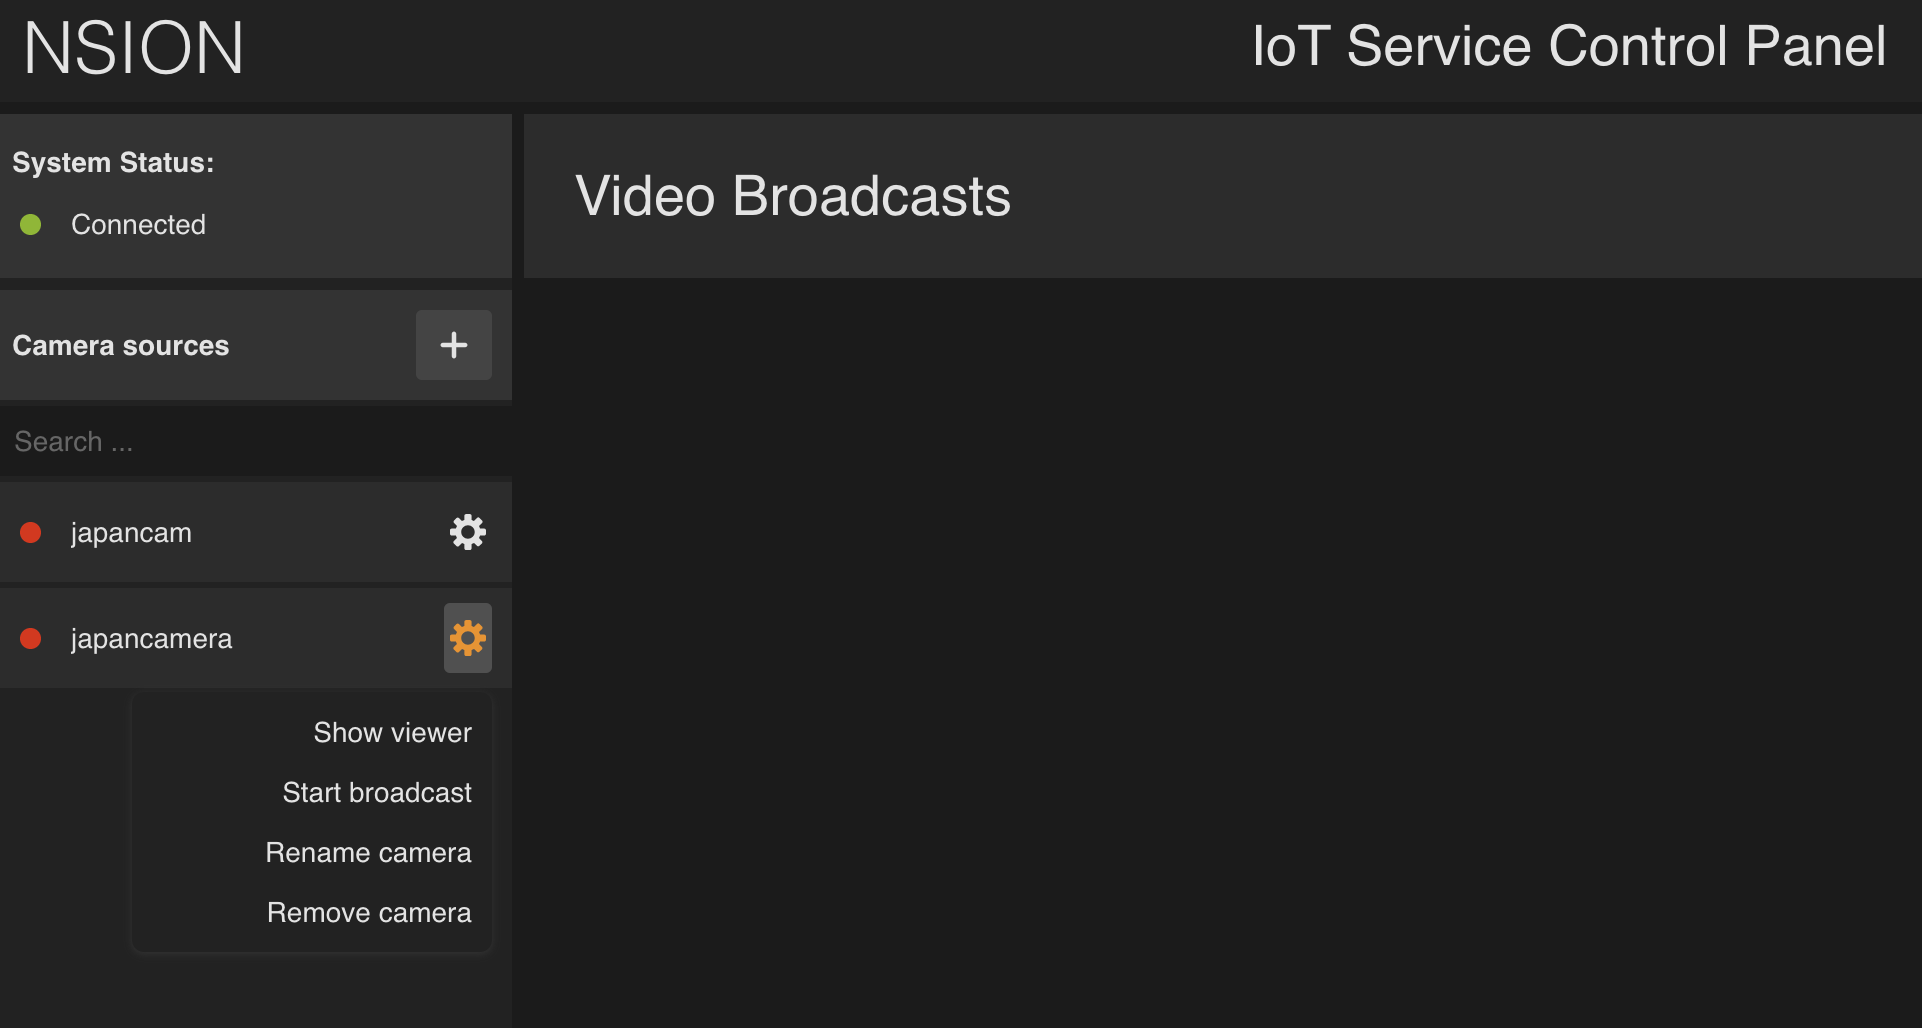 NSION
IoT Service Control Panel
System Status:
Connected
Video Broadcasts
Camera sources
Search ...
japancam
japancamera
Show viewer
Start broadcast
Rename camera
Remove camera